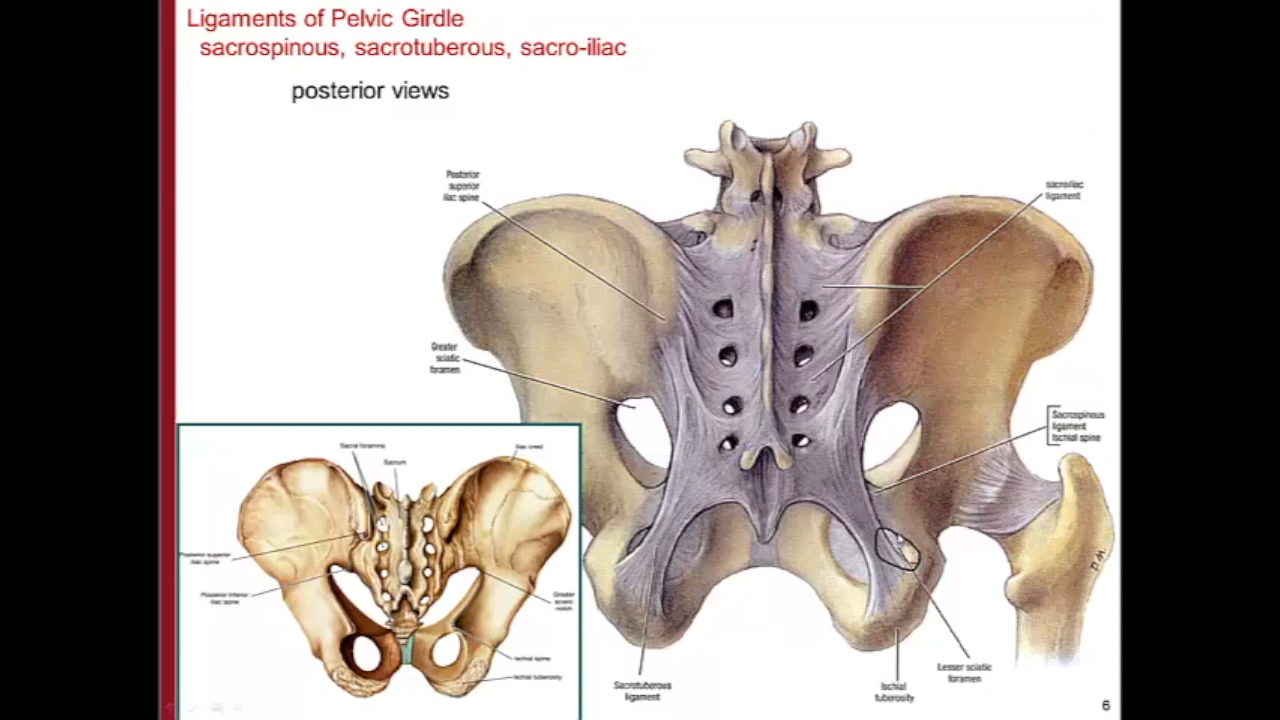 Ligaments of Pelvic Girdle
sacrospinous, sacrotuberous, sacro-iliac
posterior views
Posterior
superior
iliac spine
sacroiliac
ligament
Greater
sciatic
foramen
Sacrospinous
ligament
Ischial spine
Sacral foramina
Sacrum
Iliac crest
Posterior superior
iliac spine
Posterior inferior
iliac spine
Greater
sciatic
notch
Ischial spine
Ischial tuberosity
Sacrotuberous
ligament
Ischial
tuberosity
Lesser sciatic
foramen
6